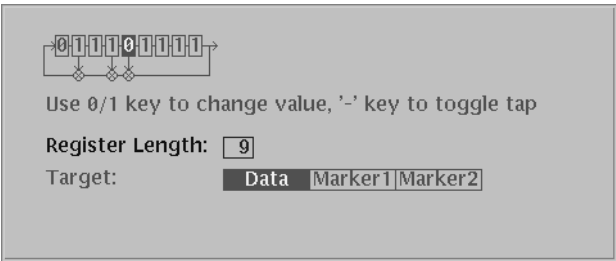 011101111
Use 0/1 key to change value, '-' key to toggle tap
Register Length: 9
Target: Data Marker1 Marker2